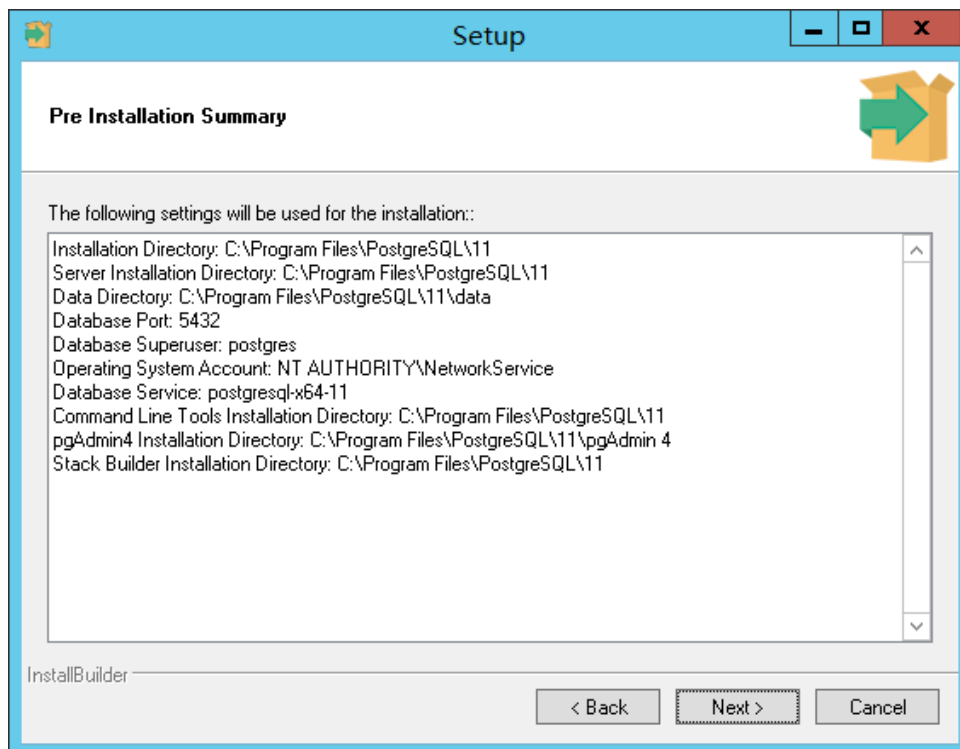 Setup
Pre Installation Summary
The following settings will be used for the installation::
Installation Directory: C:\Program Files\PostgreSQL\11
Server Installation Directory: C:\Program Files\PostgreSQL\11
Data Directory: C:\Program Files\PostgreSQL\11\data
Database Port: 5432
Database Superuser: postgres
Operating System Account: NT AUTHORITY\NetworkService
Database Service: postgresql-x64-11
Command Line Tools Installation Directory: C:\Program Files\PostgreSQL\11
pgAdmin4 Installation Directory: C:\Program Files\PostgreSQL\11\pgAdmin 4
Stack Builder Installation Directory: C:\Program Files\PostgreSQL\11
InstallBuilder
< Back Next > Cancel